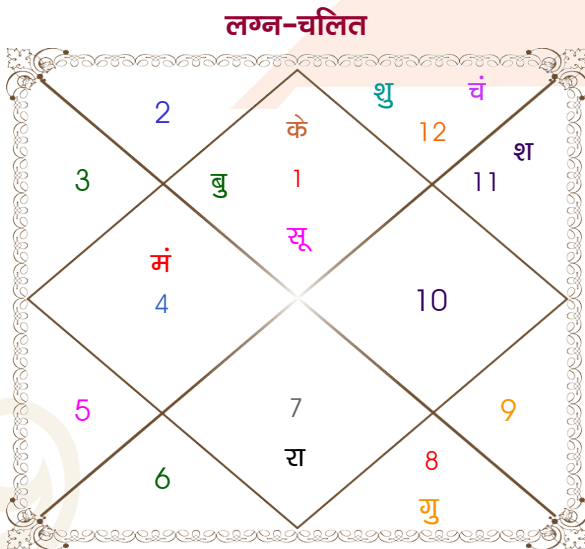 लग्न-चलित
शु चं
2 के 12
श
3 बु 1 11
सू
मं
4 10
5 7 9
रा 8
6
गु